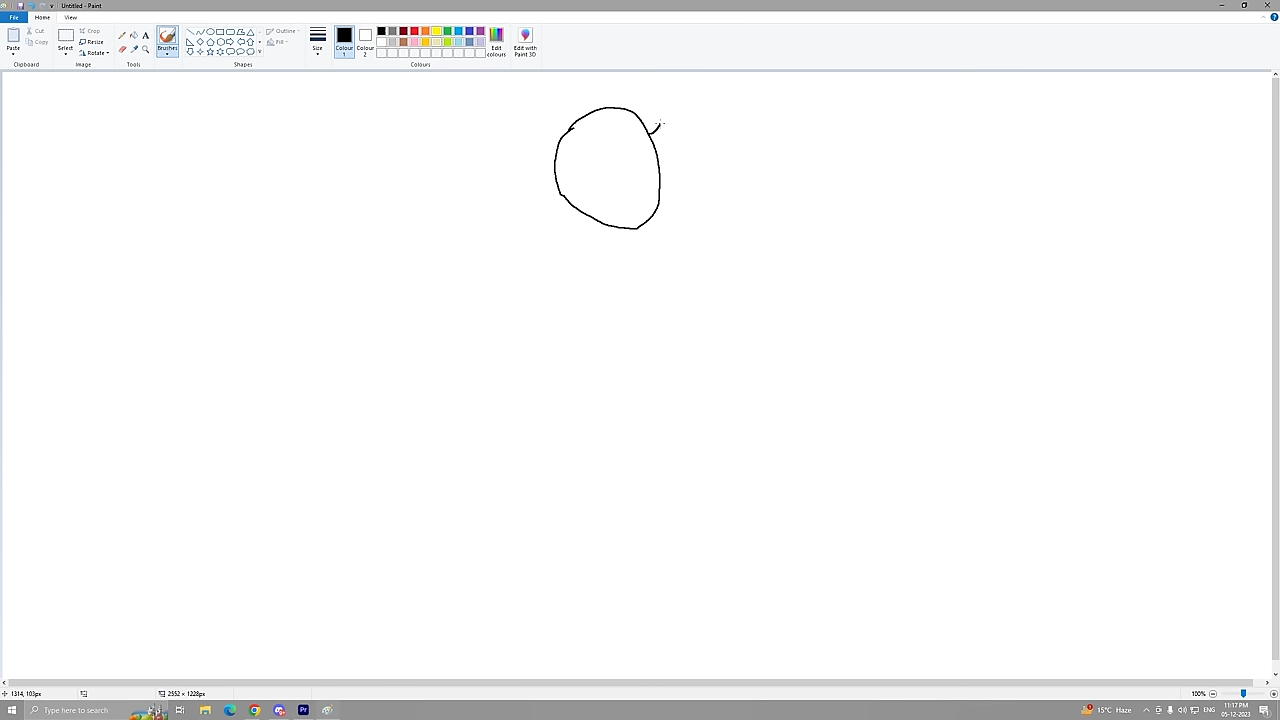 Untitled - Paint
File Home View
Paste
Cut
Copy
Clipboard
Select
Crop
Resize
Rotate
Image
Tools
Brushes
Outline
Fill
Shapes
Size
Colour 1
Colour 2
Colours
Edit colours
Edit with Paint 3D
1314, 103px
2552 × 1228px
100%
Type here to search
Pr
15°C Haze
ENG
11:17 PM
05-12-2023